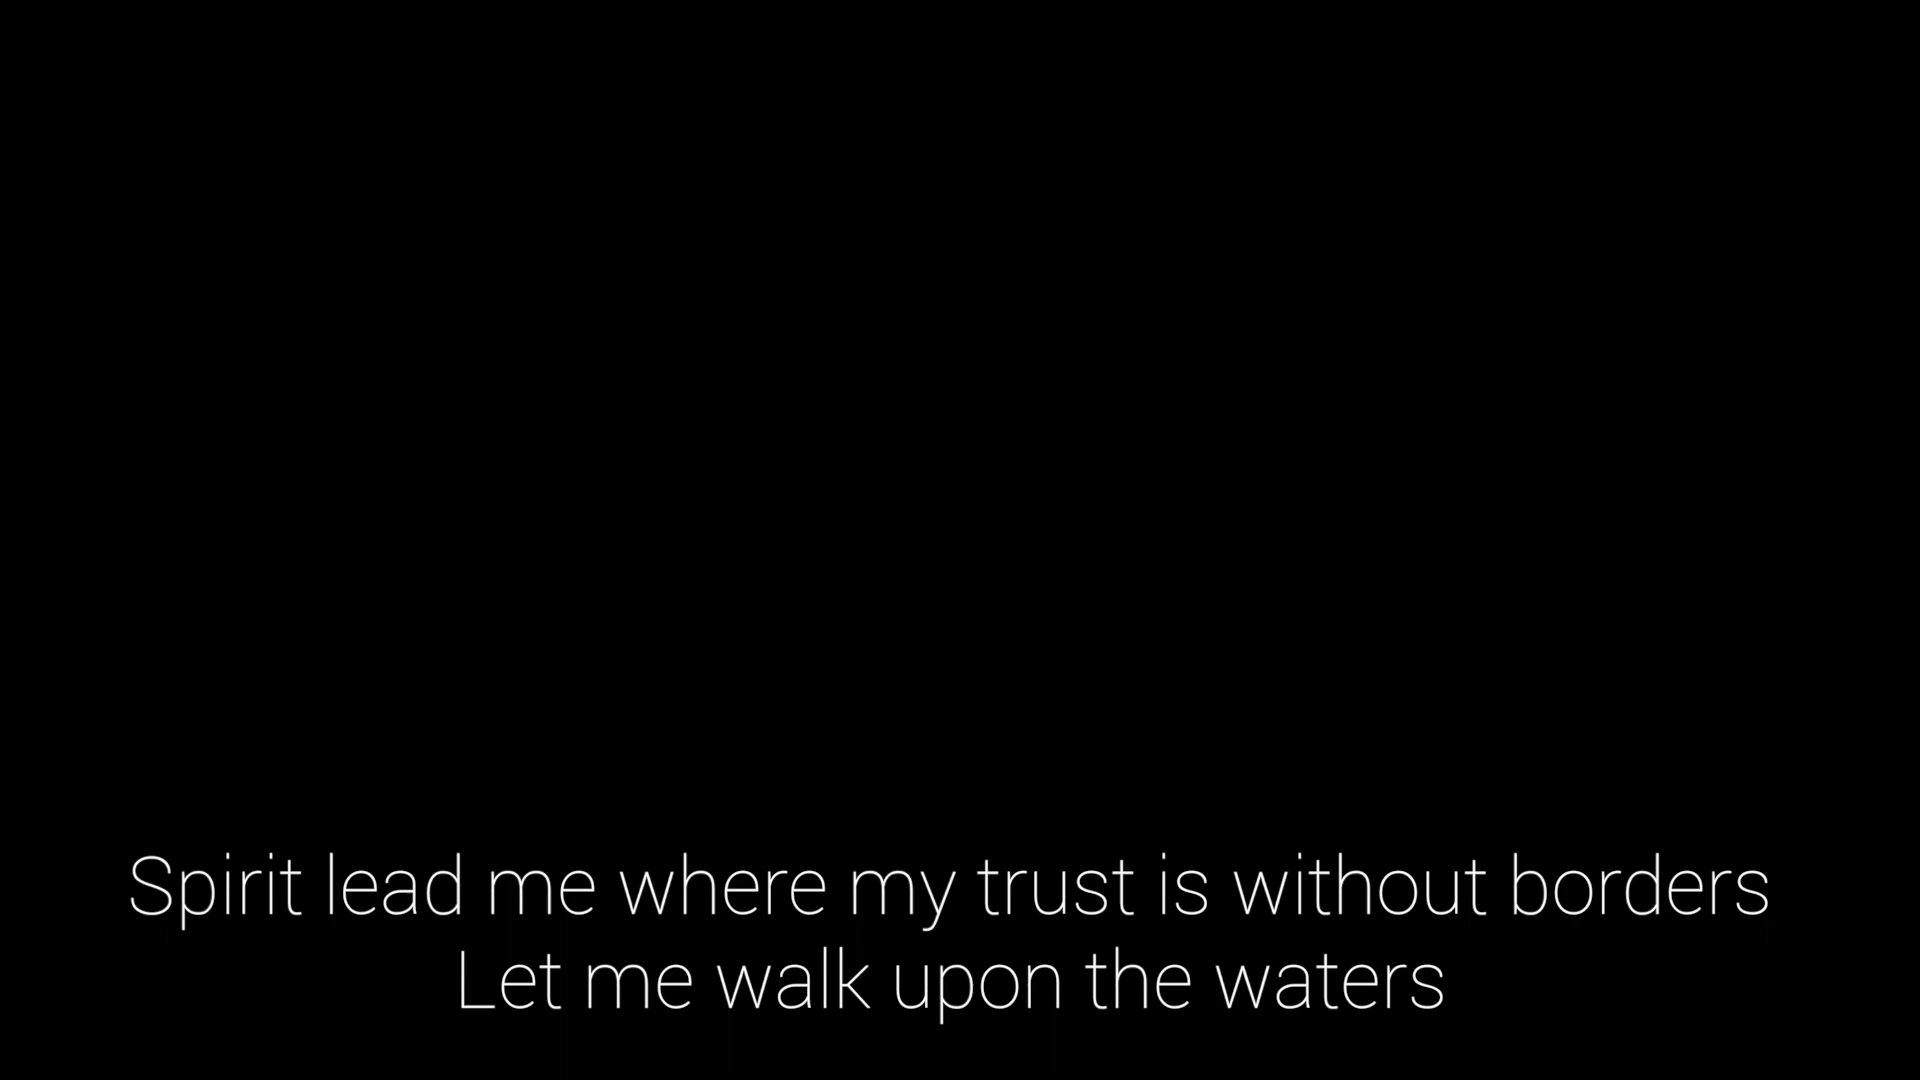 Spirit lead me where my trust is without borders
Let me walk upon the waters